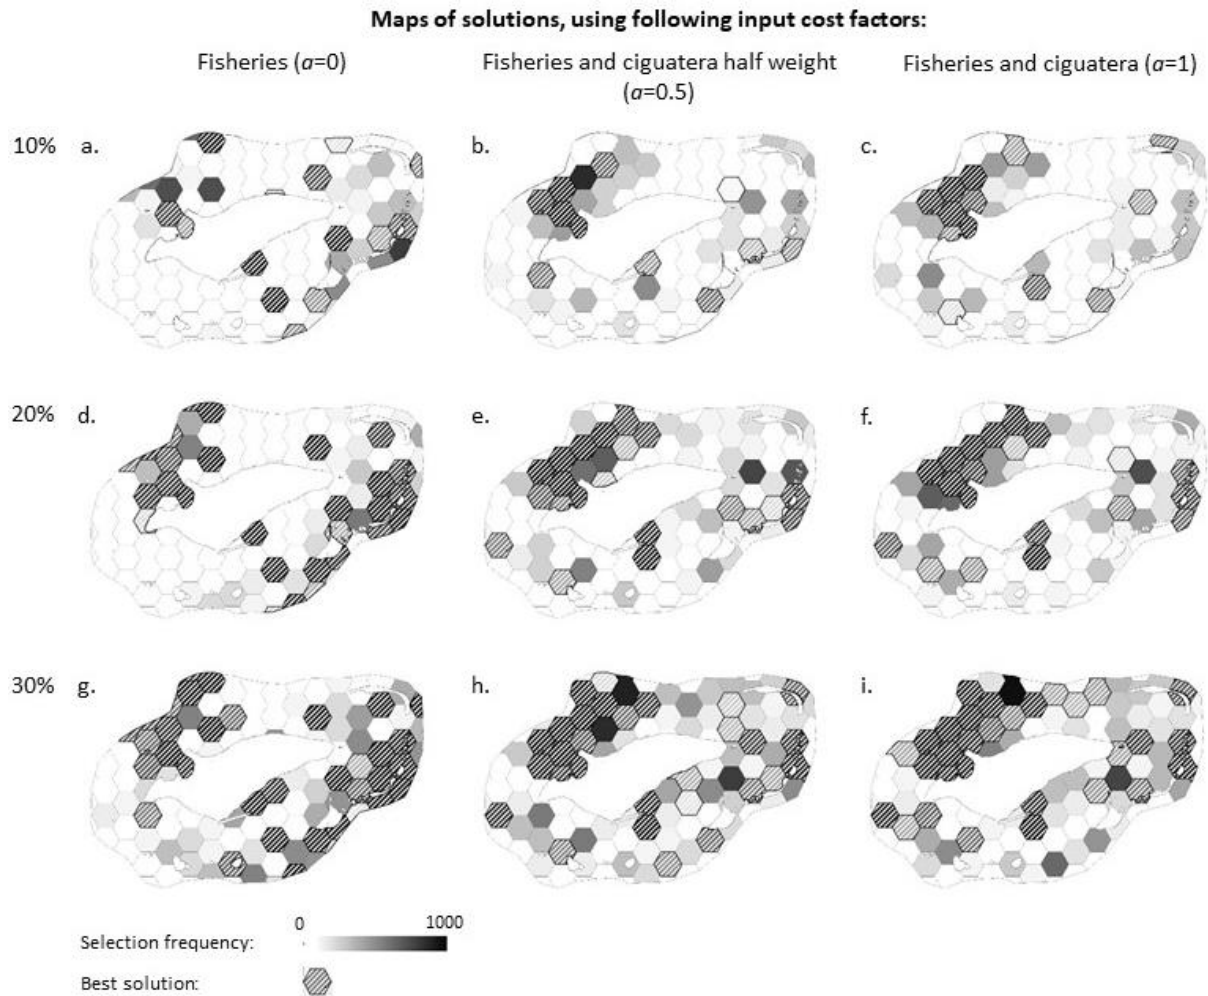 Maps of solutions, using following input cost factors:
Fisheries (a=0)
Fisheries and ciguatera half weight
(a=0.5)
Fisheries and ciguatera (a=1)
10%
a.
b.
c.
20%
d.
e.
f.
30%
g.
h.
i.
0
1000
Selection frequency:
Best solution: